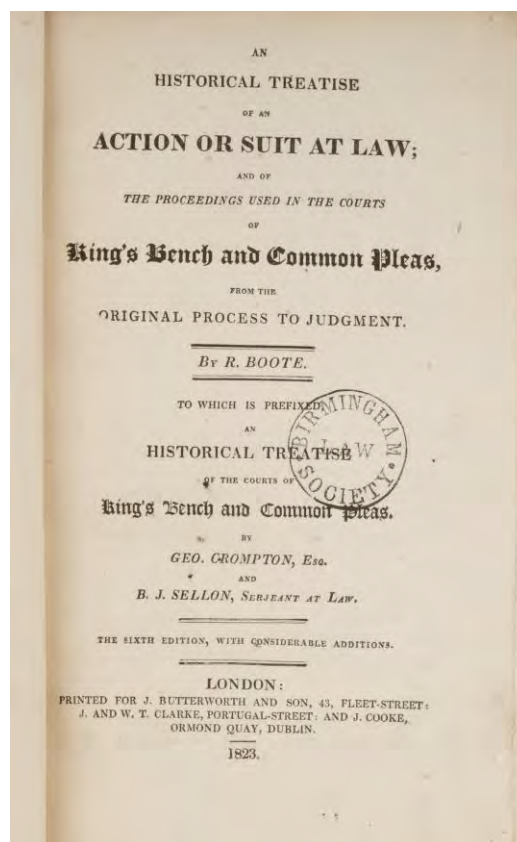 AN
HISTORICAL TREATISE
OF AN
ACTION OR SUIT AT LAW;
AND OF
THE PROCEEDINGS USED IN THE COURTS
OF
King's Bench and Common Pleas,
FROM THE
ORIGINAL PROCESS TO JUDGMENT.
BY R. BOOTE.
TO WHICH IS PREFIXED,
AN
HISTORICAL TREATISE
OF THE COURTS OF
King's Bench and Common Pleas.
BY
GEO. CROMPTON, Esq.
AND
B. J. SELLON, SERJEANT AT LAW.
THE SIXTH EDITION, WITH CONSIDERABLE ADDITIONS.
LONDON:
PRINTED FOR J. BUTTERWORTH AND SON, 43, FLEET-STREET;
J. AND W. T. CLARKE, PORTUGAL-STREET: AND J. COOKE,
ORMOND QUAY, DUBLIN.
1823.
BIRMINGHAM
LAW
SOCIETY